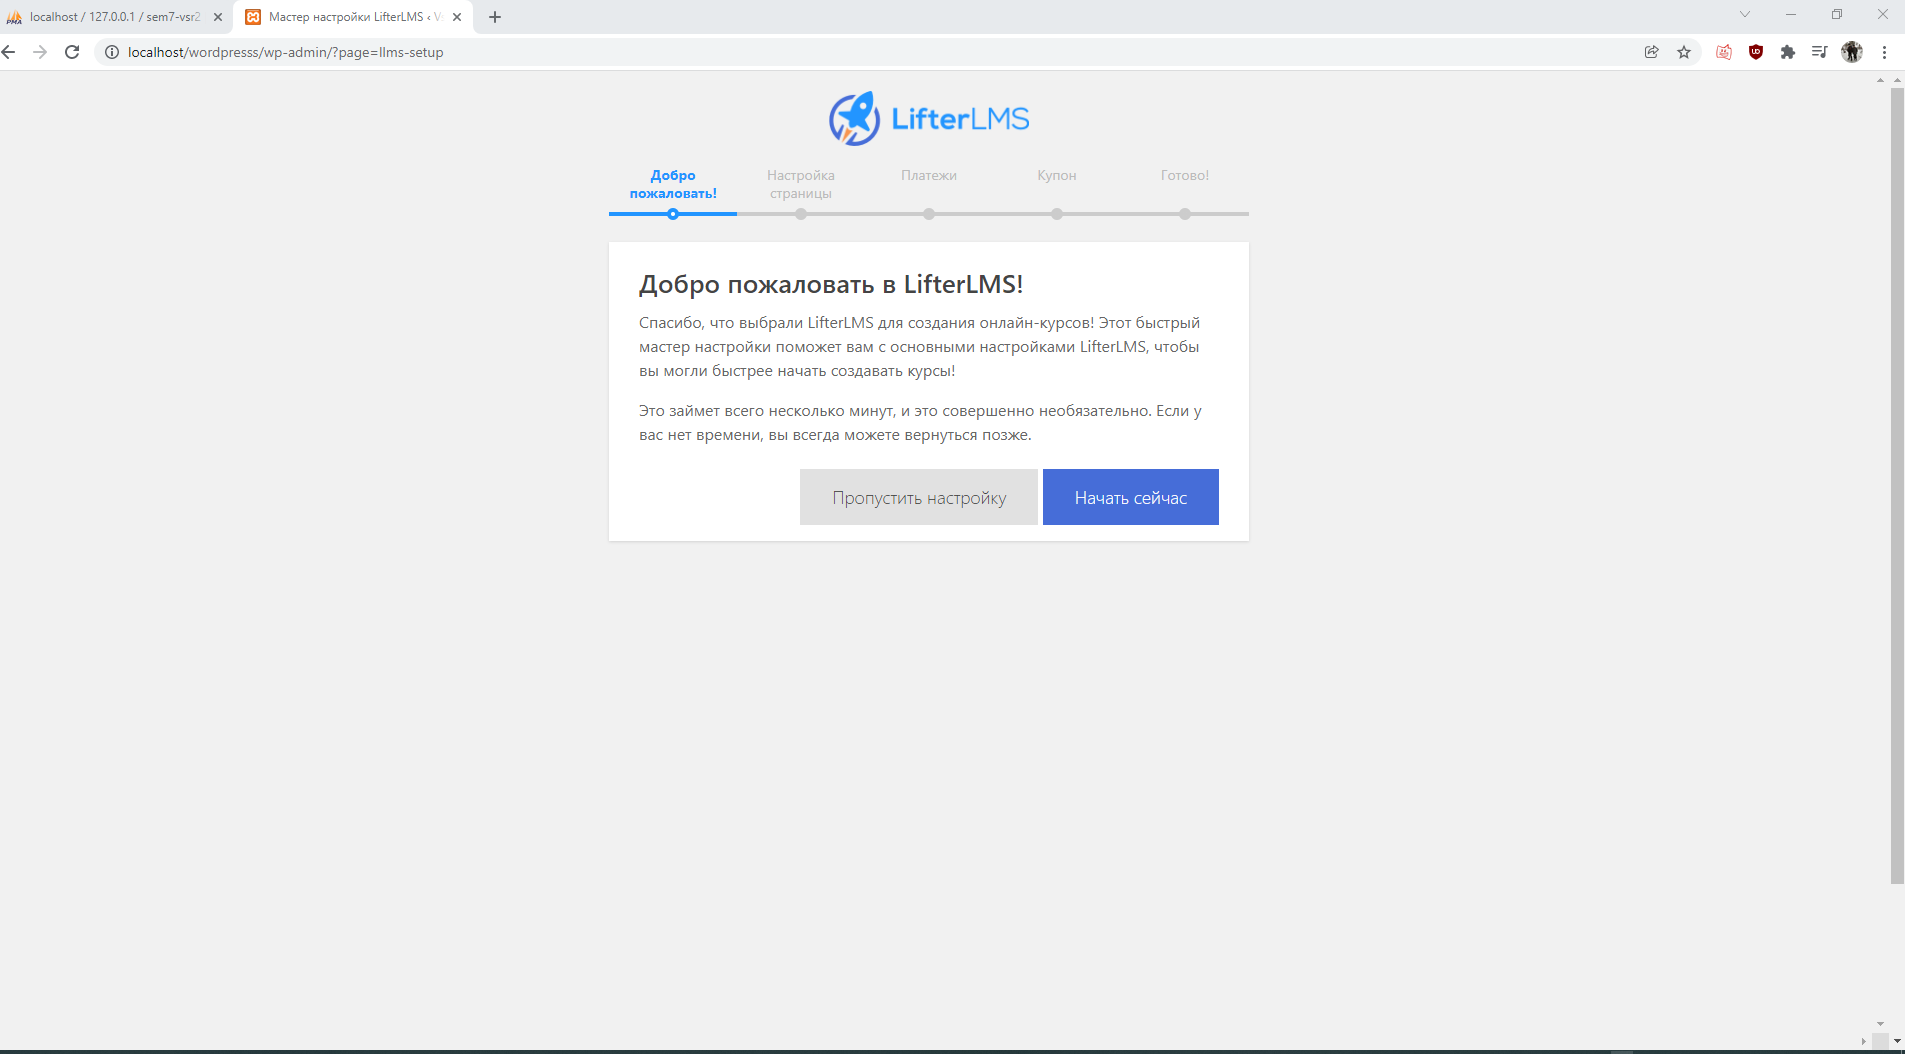 localhost / 127.0.0.1 / sem7-vsr2
Мастер настройки LifterLMS ‹ Vs
localhost/wordpresss/wp-admin/?page=llms-setup
LifterLMS
Добро
пожаловать!
Настройка
страницы
Платежи
Купон
Готово!
Добро пожаловать в LifterLMS!
Спасибо, что выбрали LifterLMS для создания онлайн-курсов! Этот быстрый
мастер настройки поможет вам с основными настройками LifterLMS, чтобы
вы могли быстрее начать создавать курсы!
Это займет всего несколько минут, и это совершенно необязательно. Если у
вас нет времени, вы всегда можете вернуться позже.
Пропустить настройку
Начать сейчас